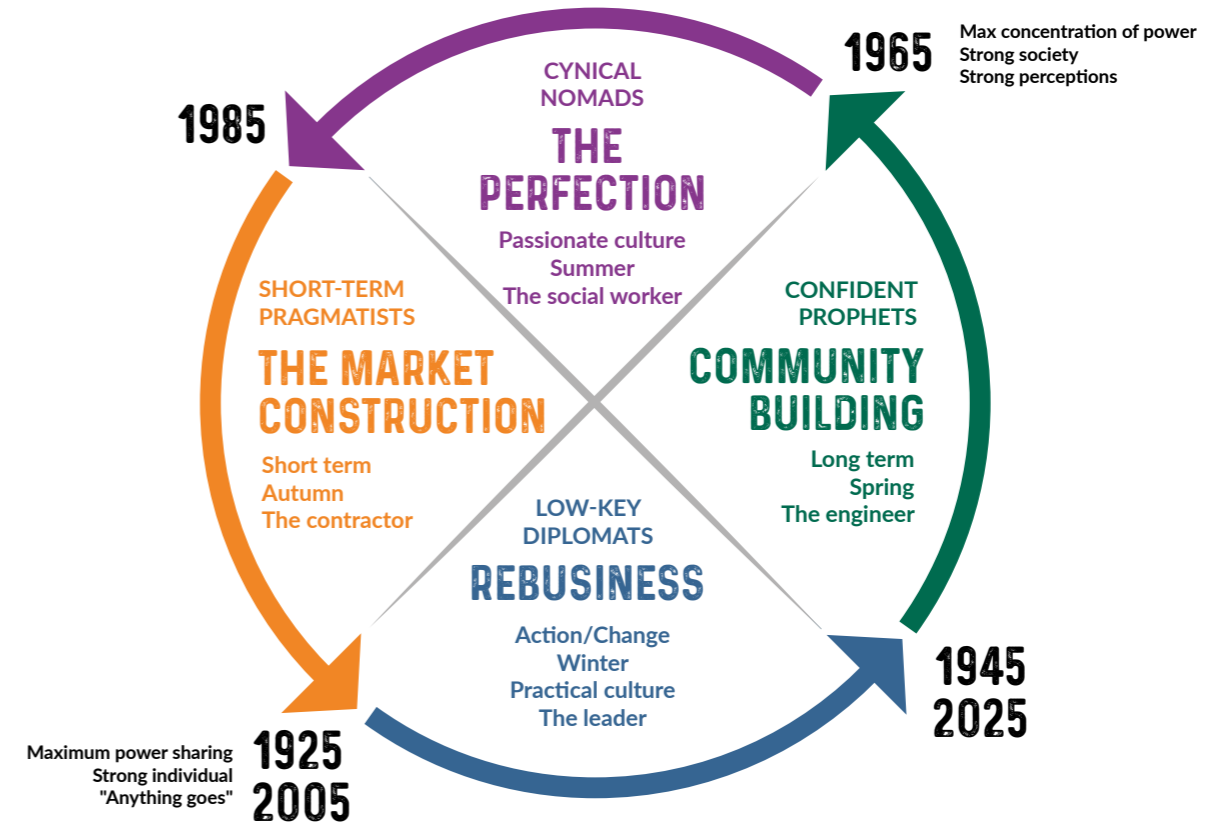 1965
Max concentration of power
Strong society
Strong perceptions
CYNICAL
NOMADS
THE
PERFECTION
Passionate culture
Summer
The social worker
1985
SHORT-TERM
PRAGMATISTS
THE MARKET
CONSTRUCTION
Short term
Autumn
The contractor
CONFIDENT
PROPHETS
COMMUNITY
BUILDING
Long term
Spring
The engineer
LOW-KEY
DIPLOMATS
REBUSINESS
Action/Change
Winter
Practical culture
The leader
1945
2025
Maximum power sharing
Strong individual
"Anything goes"
1925
2005